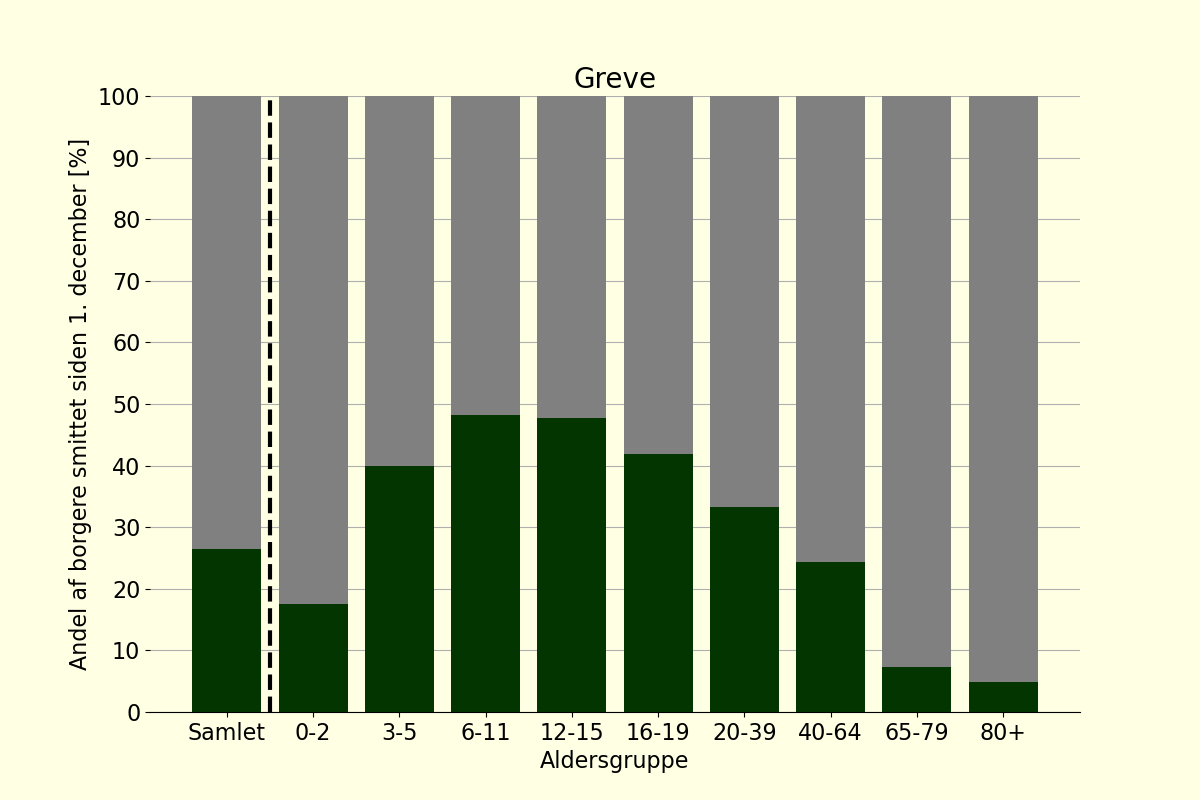 Greve
Andel af borgere smittet siden 1. december [%]
100
90
80
70
60
50
40
30
20
10
0
Samlet 0-2 3-5 6-11 12-15 16-19 20-39 40-64 65-79 80+
Aldersgruppe